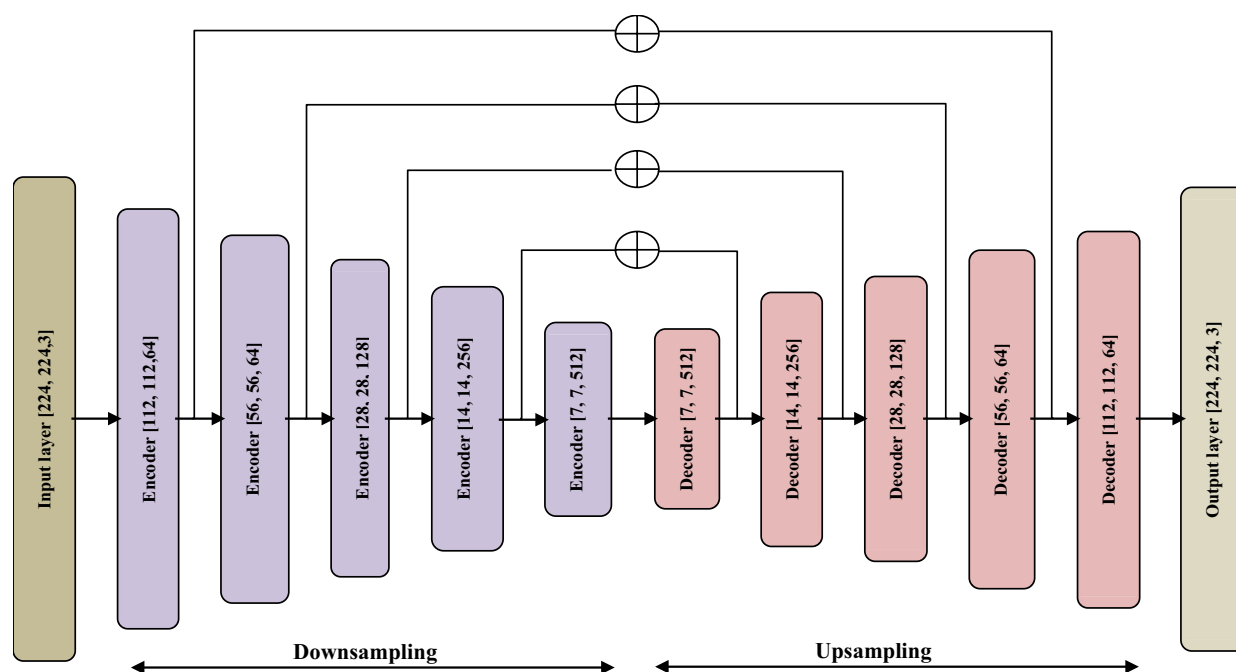 Input layer [224, 224,3]
Encoder [112, 112,64]
Encoder [56, 56, 64]
Encoder [28, 28. 128]
Encoder [14, 14, 256]
Encoder [7, 7, 512]
Decoder [7, 7, 512]
Decoder [14, 14, 256]
Decoder [28, 28, 128]
Decoder [56, 56, 64]
Decoder [112, 112, 64]
Output layer [224, 224, 3]
Downsampling
Upsampling